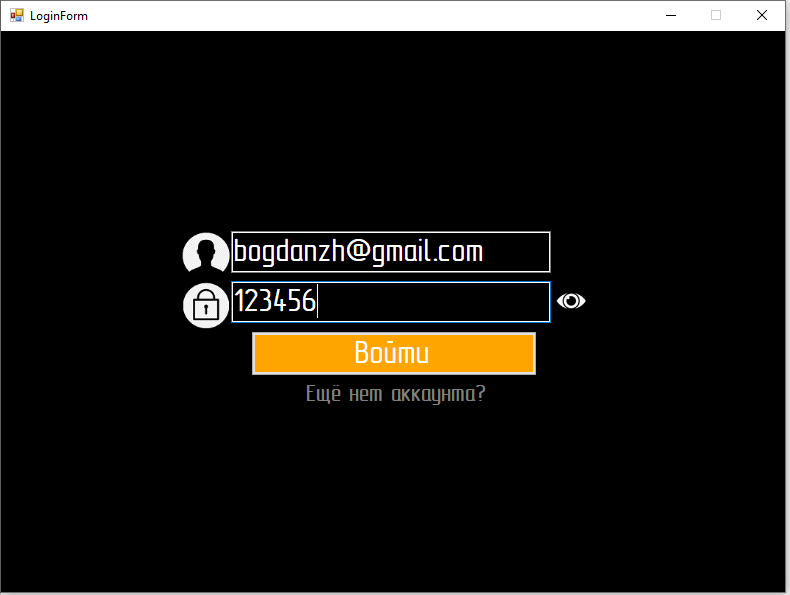 LoginForm
bogdanzh@gmail.com
123456
Войти
Ещё нет аккаунта?